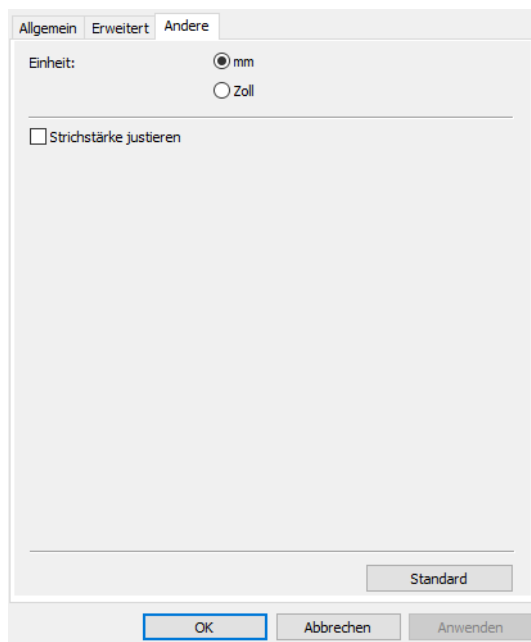 Allgemein Erweitert Andere
Einheit: mm
Zoll
Strichstärke justieren
Standard
OK Abbrechen Anwenden